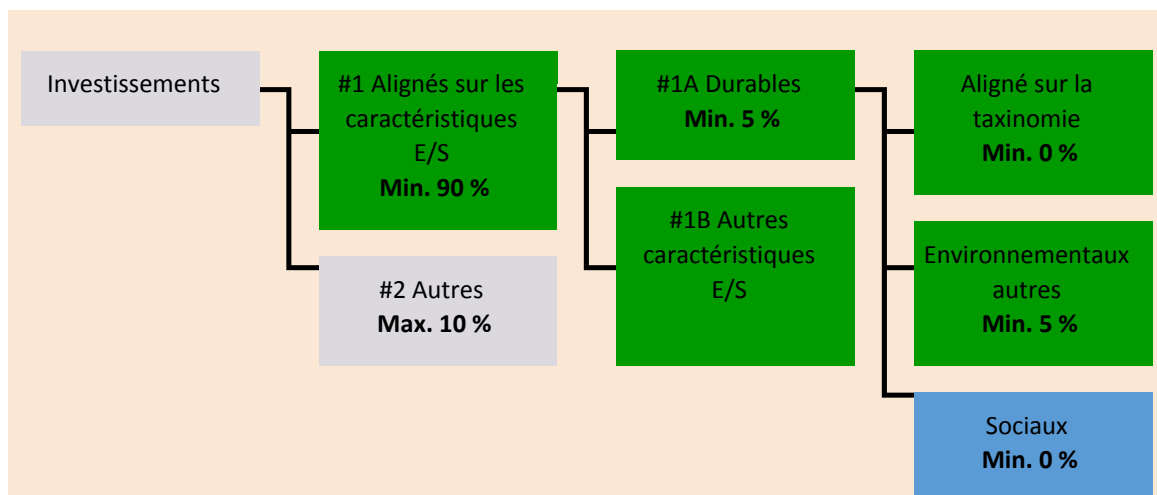 Investissements
#1 Alignés sur les
caractéristiques
E/S
Min. 90 %
#2 Autres
Max. 10 %
#1A Durables
Min. 5 %
#1B Autres
caractéristiques
E/S
Aligné sur la
taxinomie
Min. 0 %
Environnementaux
autres
Min. 5 %
Sociaux
Min. 0 %